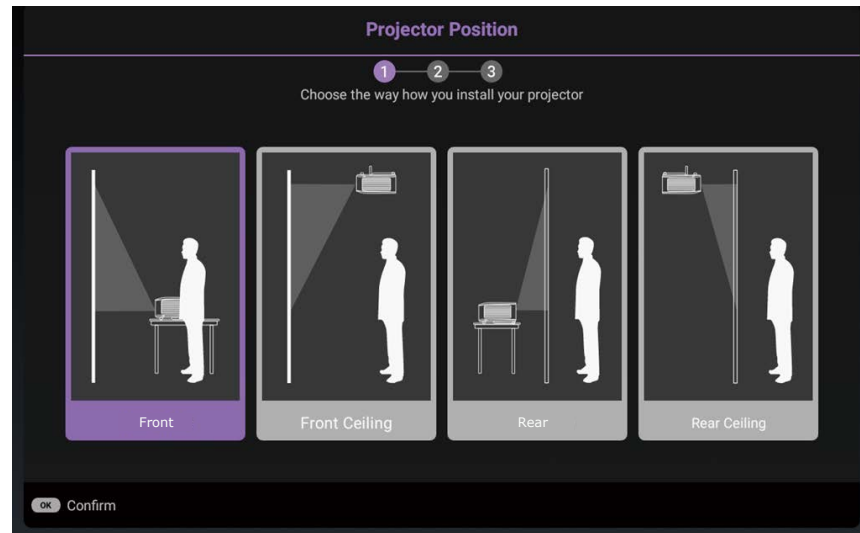 Projector Position
1 2 3
Choose the way how you install your projector
Front
Front Ceiling
Rear
Rear Ceiling
OK Confirm